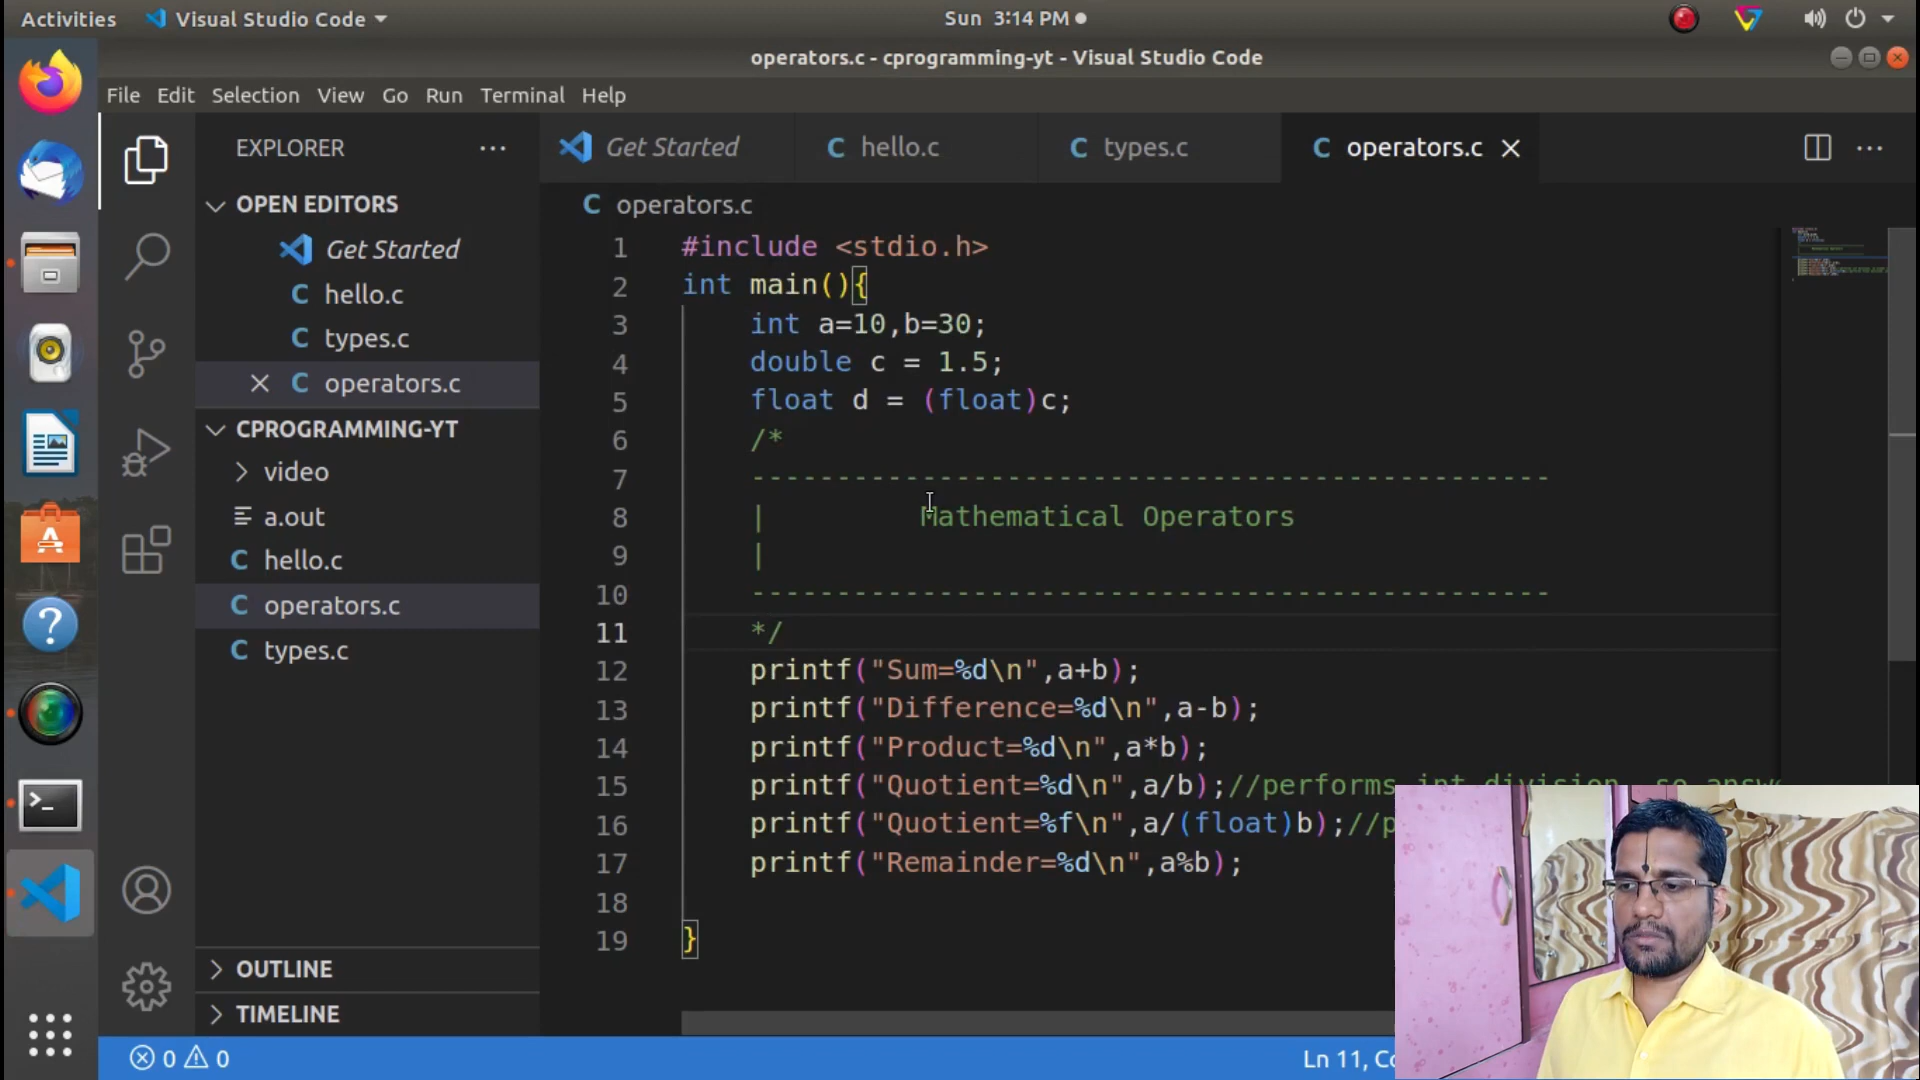 Activities Visual Studio Code Sun 3:14 PM
operators.c - cprogramming-yt - Visual Studio Code
File Edit Selection View Go Run Terminal Help
EXPLORER
Get Started hello.c types.c operators.c
OPEN EDITORS
Get Started
hello.c
types.c
operators.c
CPROGRAMMING-YT
video
a.out
hello.c
operators.c
types.c
OUTLINE
TIMELINE
operators.c
1 #include <stdio.h>
2 int main(){
3 int a=10,b=30;
4 double c = 1.5;
5 float d = (float)c;
6 /*
7 -----------------------------------------------
8 | Mathematical Operators
9 |
10 -----------------------------------------------
11 */
12 printf("Sum=%d\n",a+b);
13 printf("Difference=%d\n",a-b);
14 printf("Product=%d\n",a*b);
15 printf("Quotient=%d\n",a/b);//performs int division, so answ
16 printf("Quotient=%f\n",a/(float)b);//p
17 printf("Remainder=%d\n",a%b);
18
19 }
0 0 Ln 11, Co